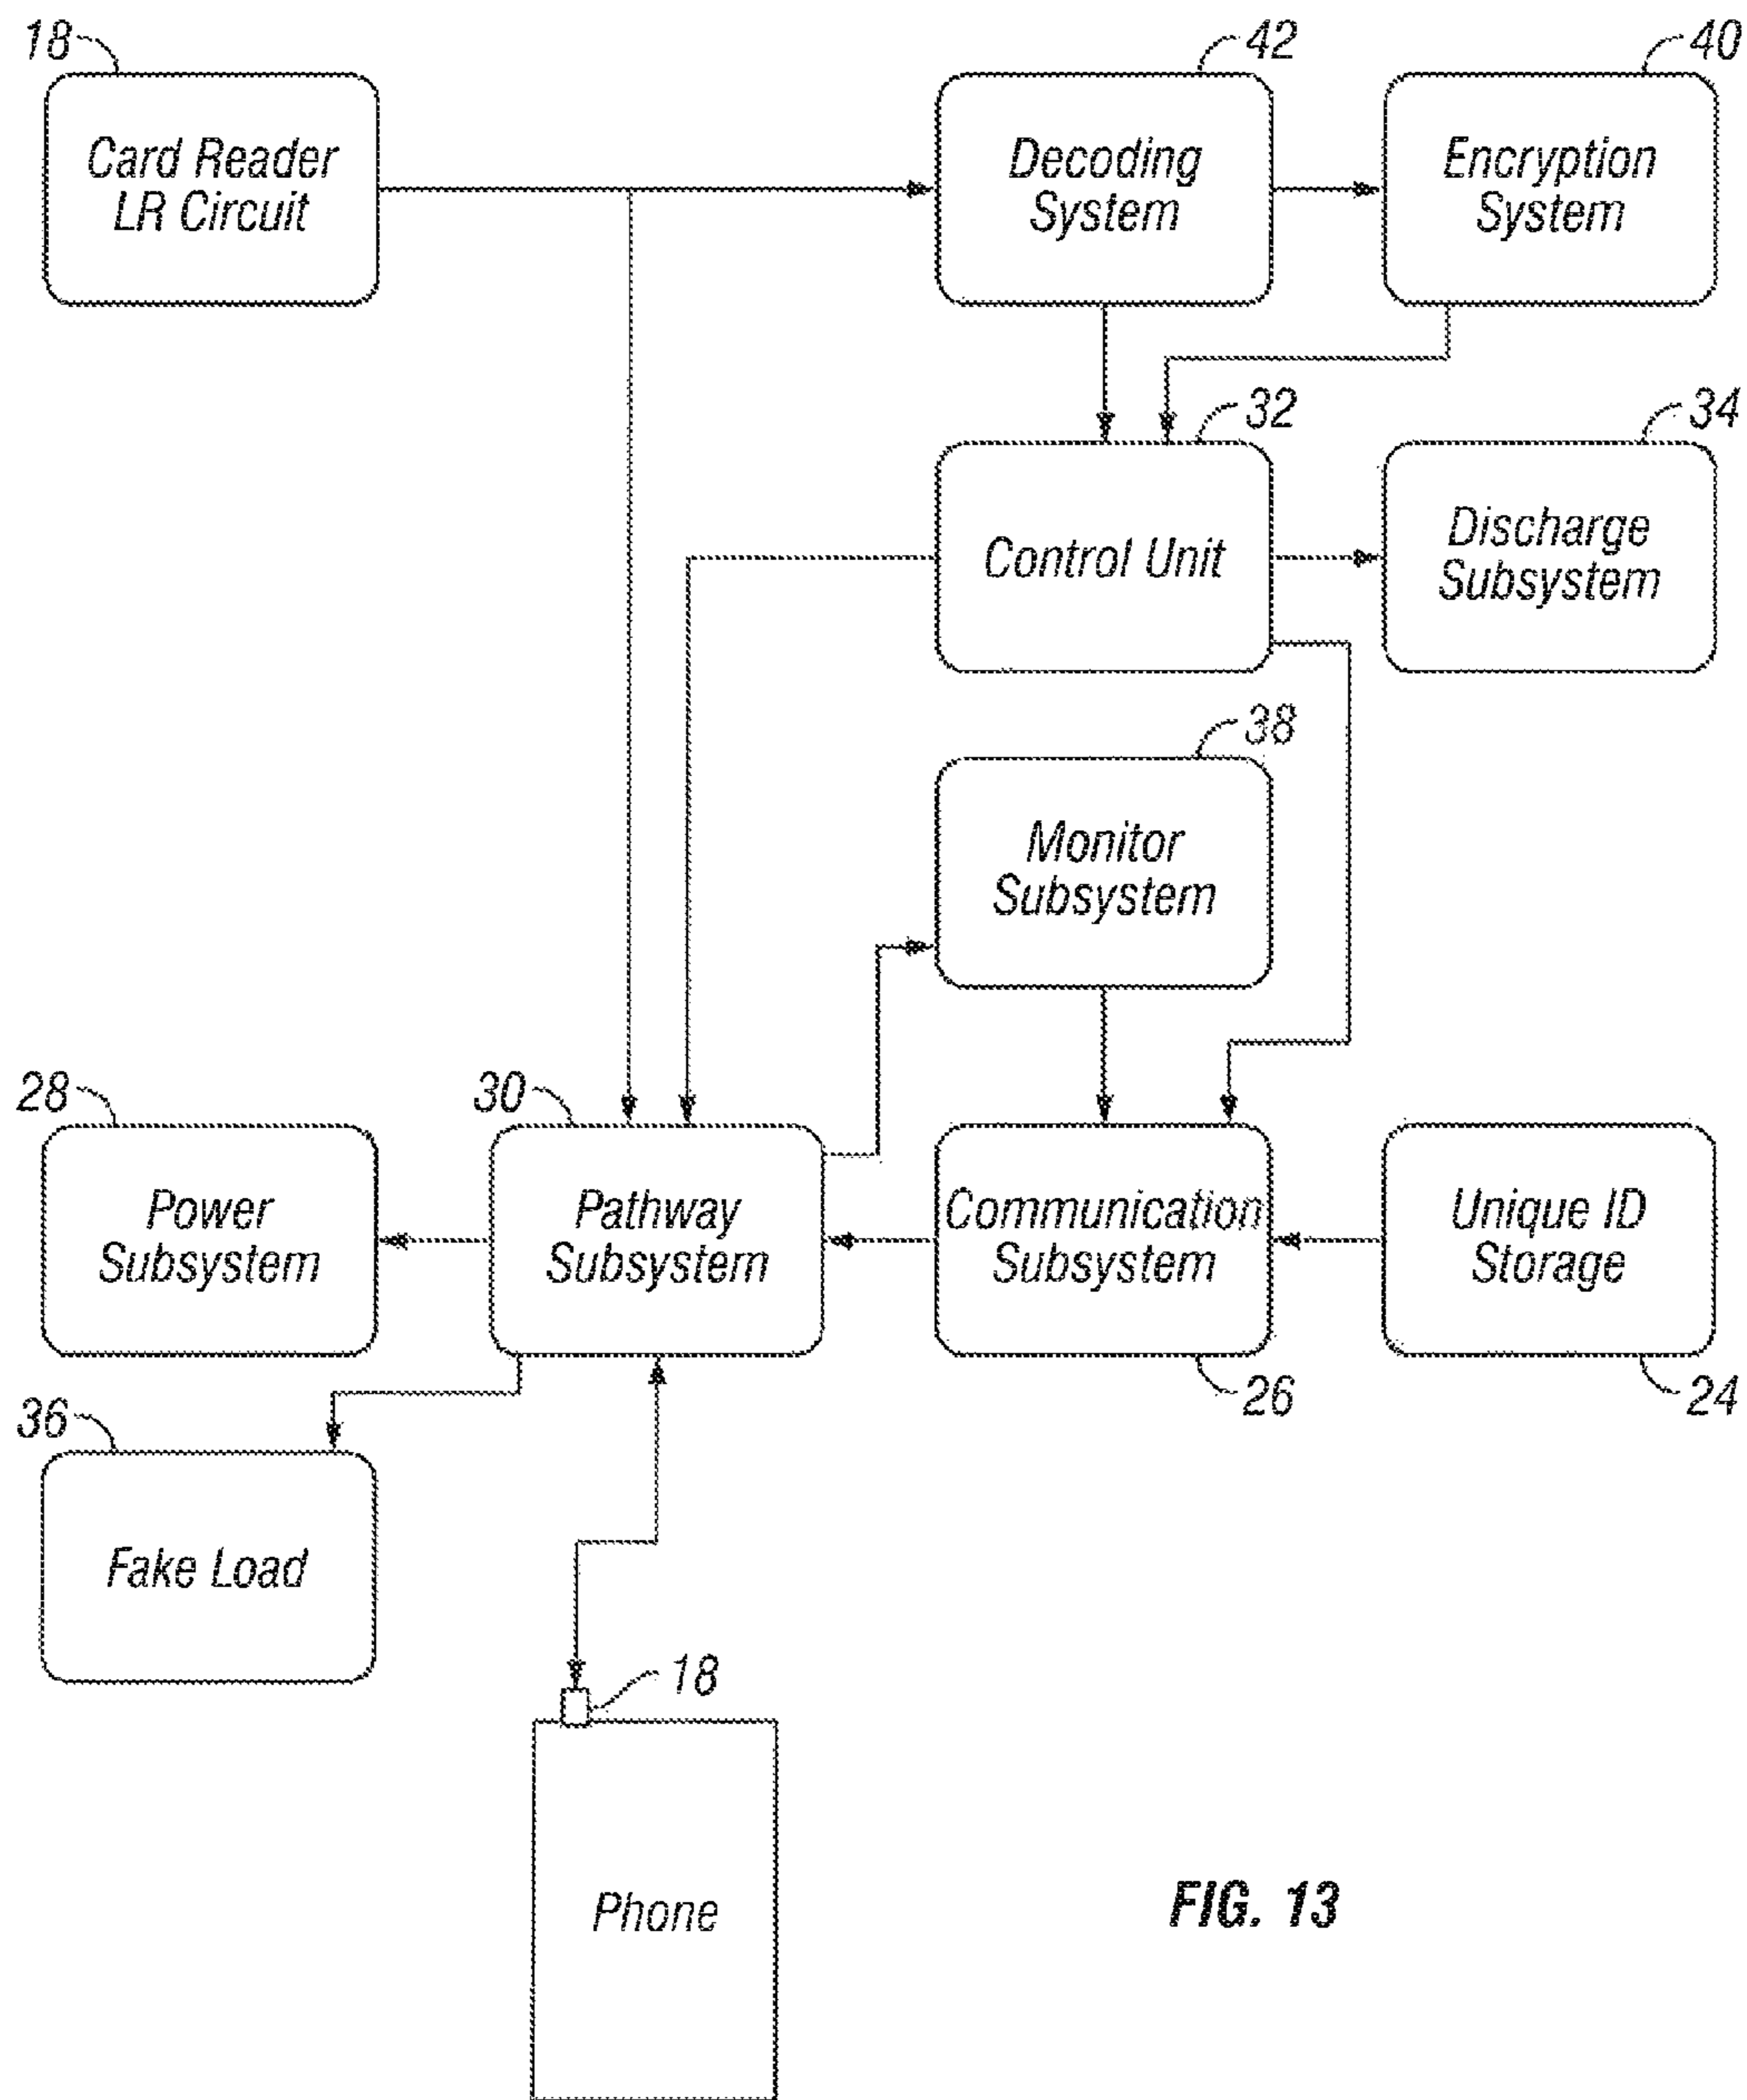 18
42
40
Card Reader
LR Circuit
Decoding
System
Encryption
System
32
34
Control Unit
Discharge
Subsystem
38
Monitor
Subsystem
28
30
Power
Subsystem
Pathway
Subsystem
Communication
Subsystem
Unique ID
Storage
26
24
36
Fake Load
18
Phone
FIG. 13